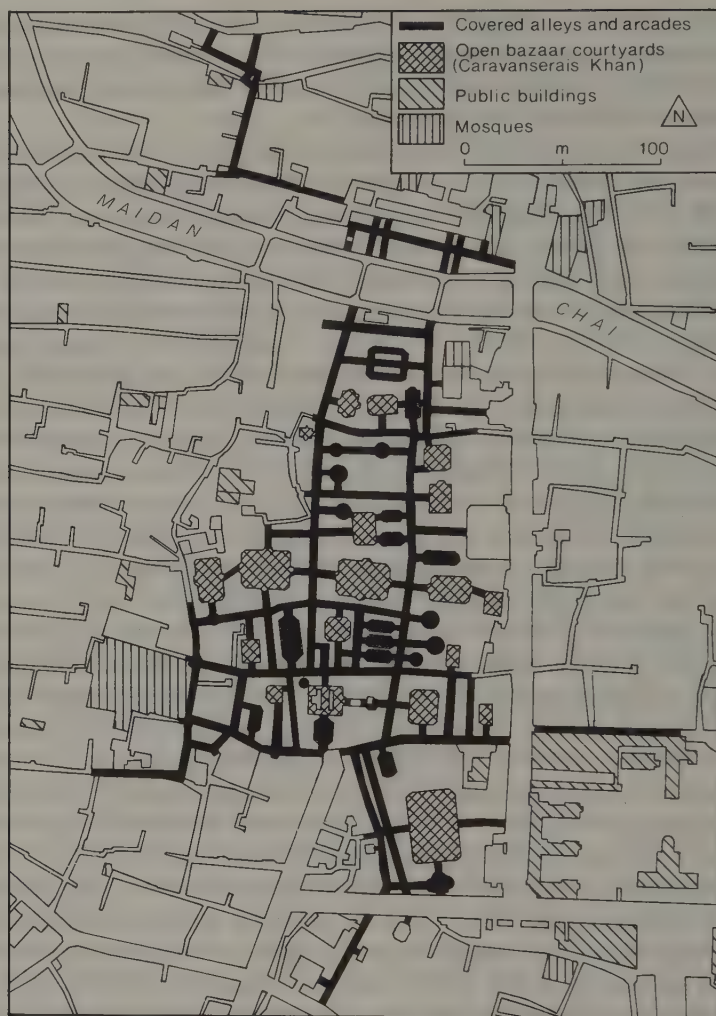 Covered alleys and arcades
Open bazaar courtyards
(Caravanserais Khan)
Public buildings
Mosques
N
0 m 100
MAIDAN
CHAI